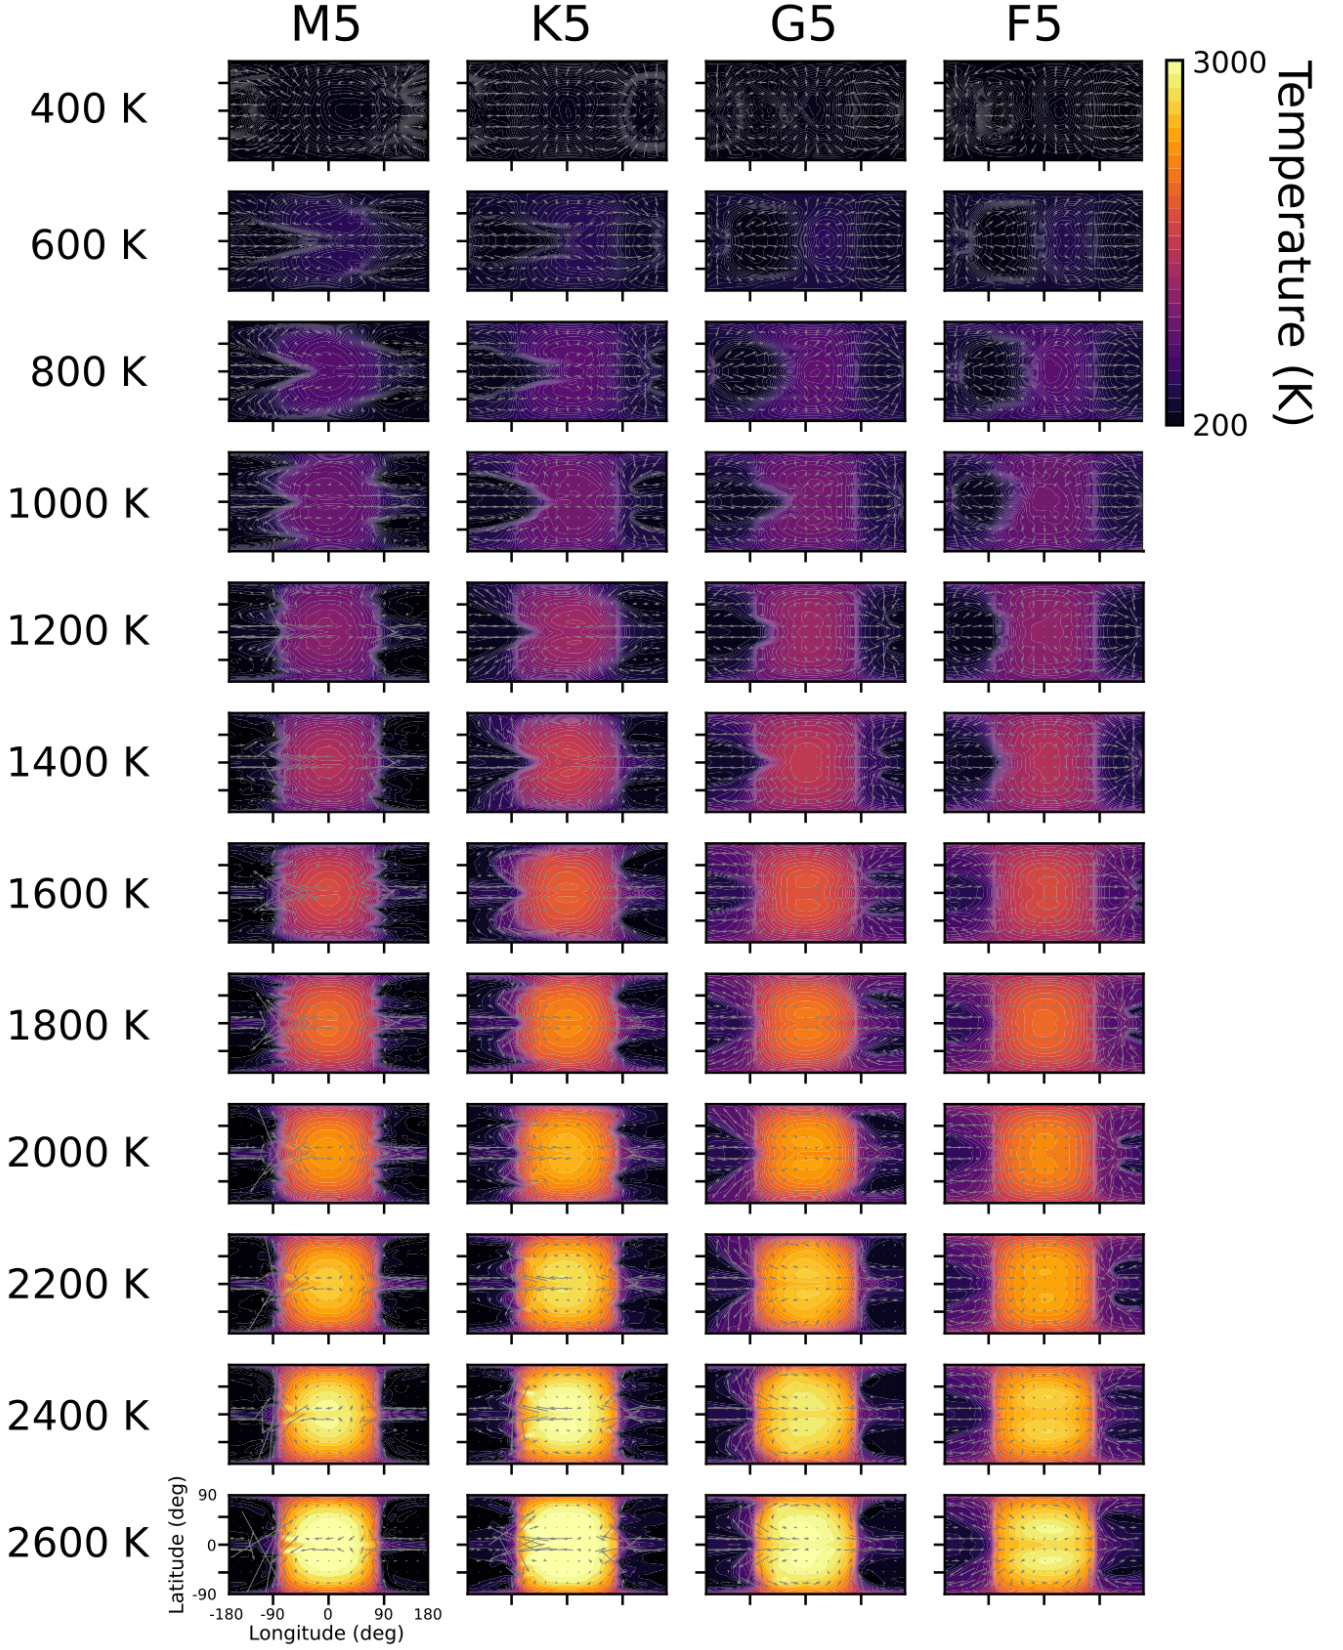 M5 K5 G5 F5
3000
Temperature (K)
200
400 K
600 K
800 K
1000 K
1200 K
1400 K
1600 K
1800 K
2000 K
2200 K
2400 K
2600 K
Latitude (deg)
90
0
-90
-180 -90 0 90 180
Longitude (deg)